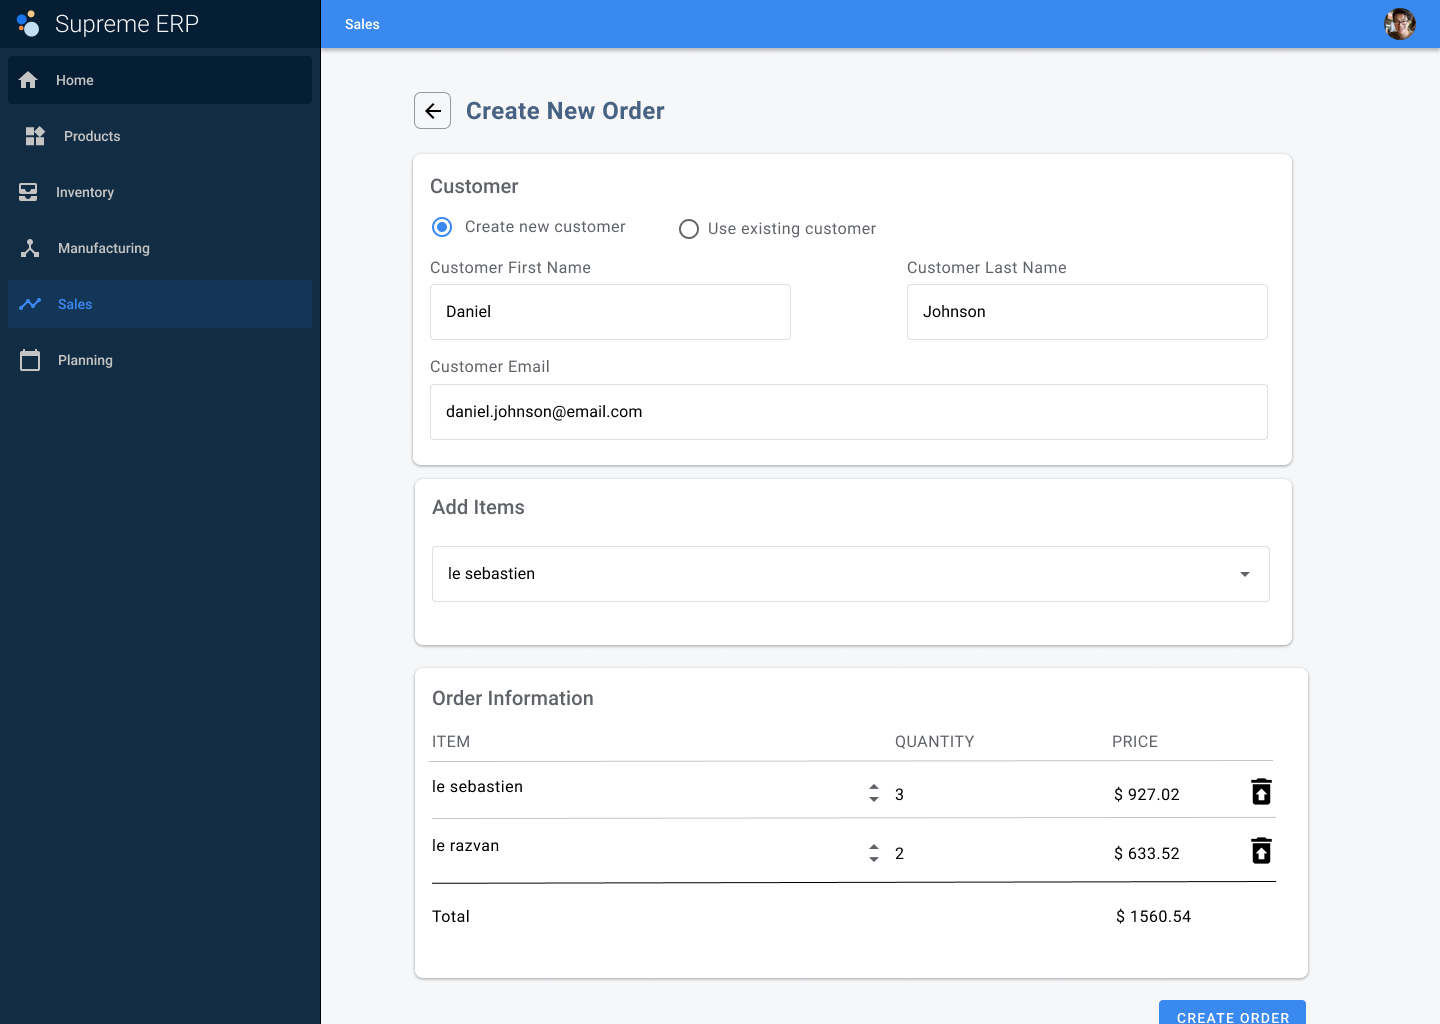 Supreme ERP
Sales
Home
Products
Inventory
Manufacturing
Sales
Planning
Create New Order
Customer
Create new customer
Use existing customer
Customer First Name
Customer Last Name
Daniel
Johnson
Customer Email
daniel.johnson@email.com
Add Items
le sebastien
Order Information
ITEM QUANTITY PRICE
le sebastien 3 $ 927.02
le razvan 2 $ 633.52
Total $ 1560.54
CREATE ORDER